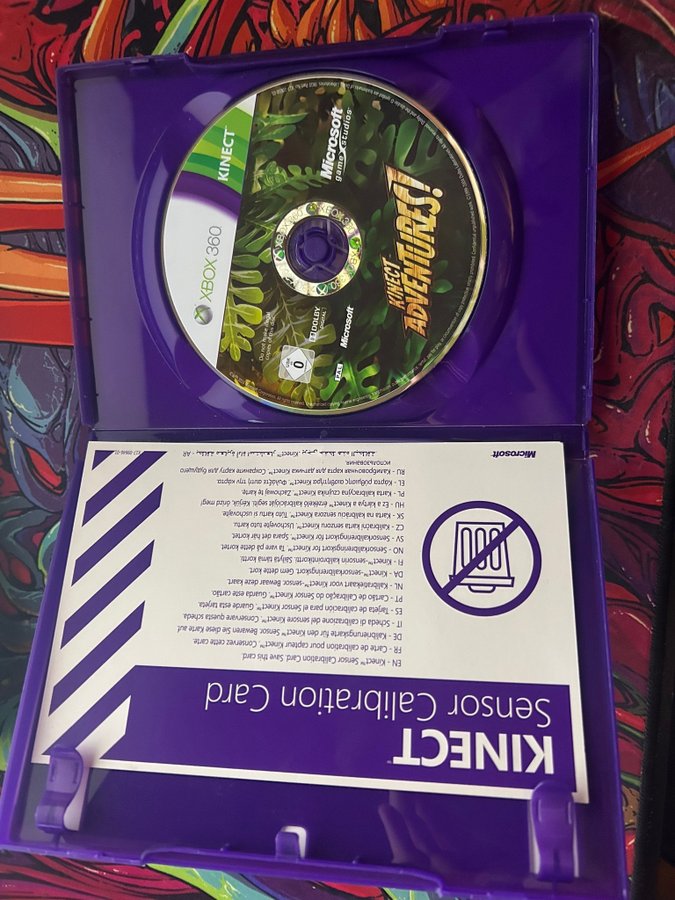 KINECT
XBOX 360
Microsoft
game studios
KINECT
ADVENTURES!
DOLBY
DIGITAL
Microsoft
PAL
0
KINECT™
Sensor Calibration Card
EN - Kinect™ Sensor Calibration Card. Save this card.
FR - Carte de calibration pour capteur Kinect™. Conservez cette carte.
DE - Kalibrierungskarte für den Kinect™ Sensor. Bewaren Sie diese Karte auf.
IT - Scheda di calibrazione del sensore Kinect™. Conservare questa scheda.
ES - Tarjeta de calibración para el sensor Kinect™. Guarde esta tarjeta.
PT - Cartão de Calibração do Sensor Kinect™. Guarde este cartão
NL - Kalibratiekaart voor Kinect™-sensor. Bewaar deze kaart
DA - Kinect™-sensorkalibreringskort. Gem dette kort.
FI - Kinect™ sensorin kalibrointikortti. Säilytä tämä kortti.
NO - Sensorkalibreringskort for Kinect™. Ta vare på dette kortet
SV - Sensorkalibreringskort för Kinect™. Spara det här kortet.
CZ - Kalibrační karta senzoru Kinect™. Uschovejte tuto kartu.
SK - Karta na kalibráciu senzora Kinect™. Túto kartu si uschovajte
HU - Ez a kártya a Kinect™ érzékelő kalibrációját segíti. Kérjük, őrizd meg!
PL - Karta kalibracyjna czujnika Kinect™. Zachowaj tę kartę
EL - Κάρτα βαθμονόμησης αισθητήρα Kinect™. Φυλάξτε αυτή την κάρτα
RU - Калибровочная карта для датчика Kinect™. Сохраните карту для будущего
использования.
Microsoft